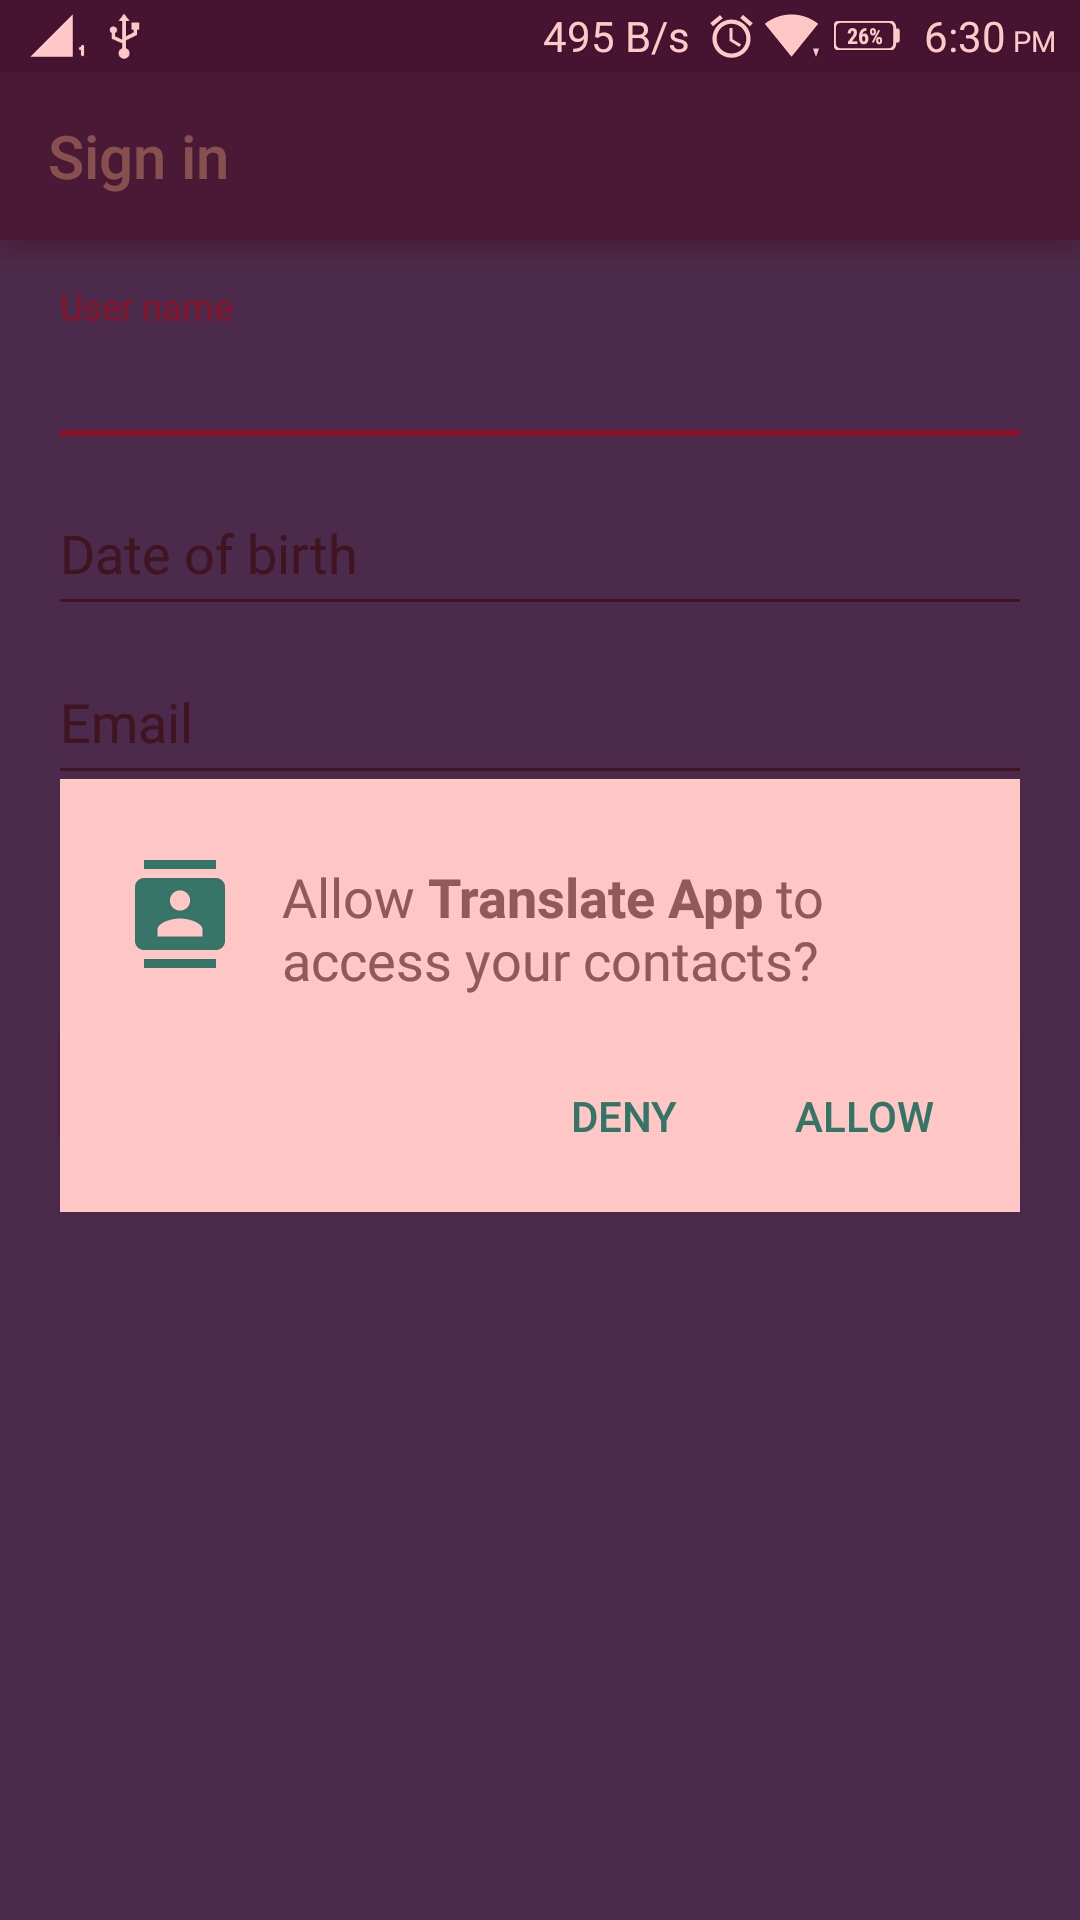 495 B/s 26% 6:30 PM
Sign in
User name
Date of birth
Email
Allow Translate App to
access your contacts?
DENY ALLOW